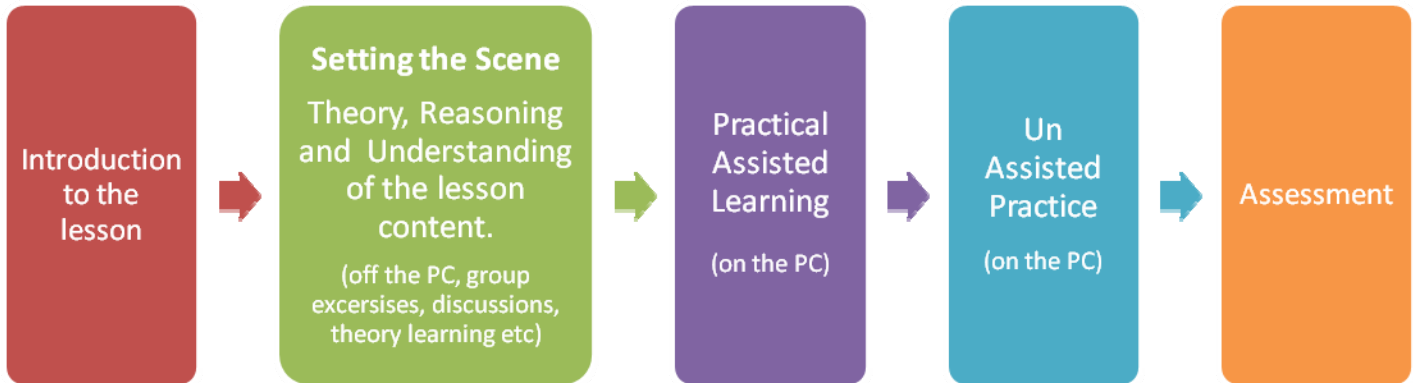 Introduction
to the
lesson
Setting the Scene
Theory, Reasoning
and Understanding
of the lesson
content.
(off the PC, group
excersises, discussions,
theory learning etc)
Practical
Assisted
Learning
(on the PC)
Un
Assisted
Practice
(on the PC)
Assessment